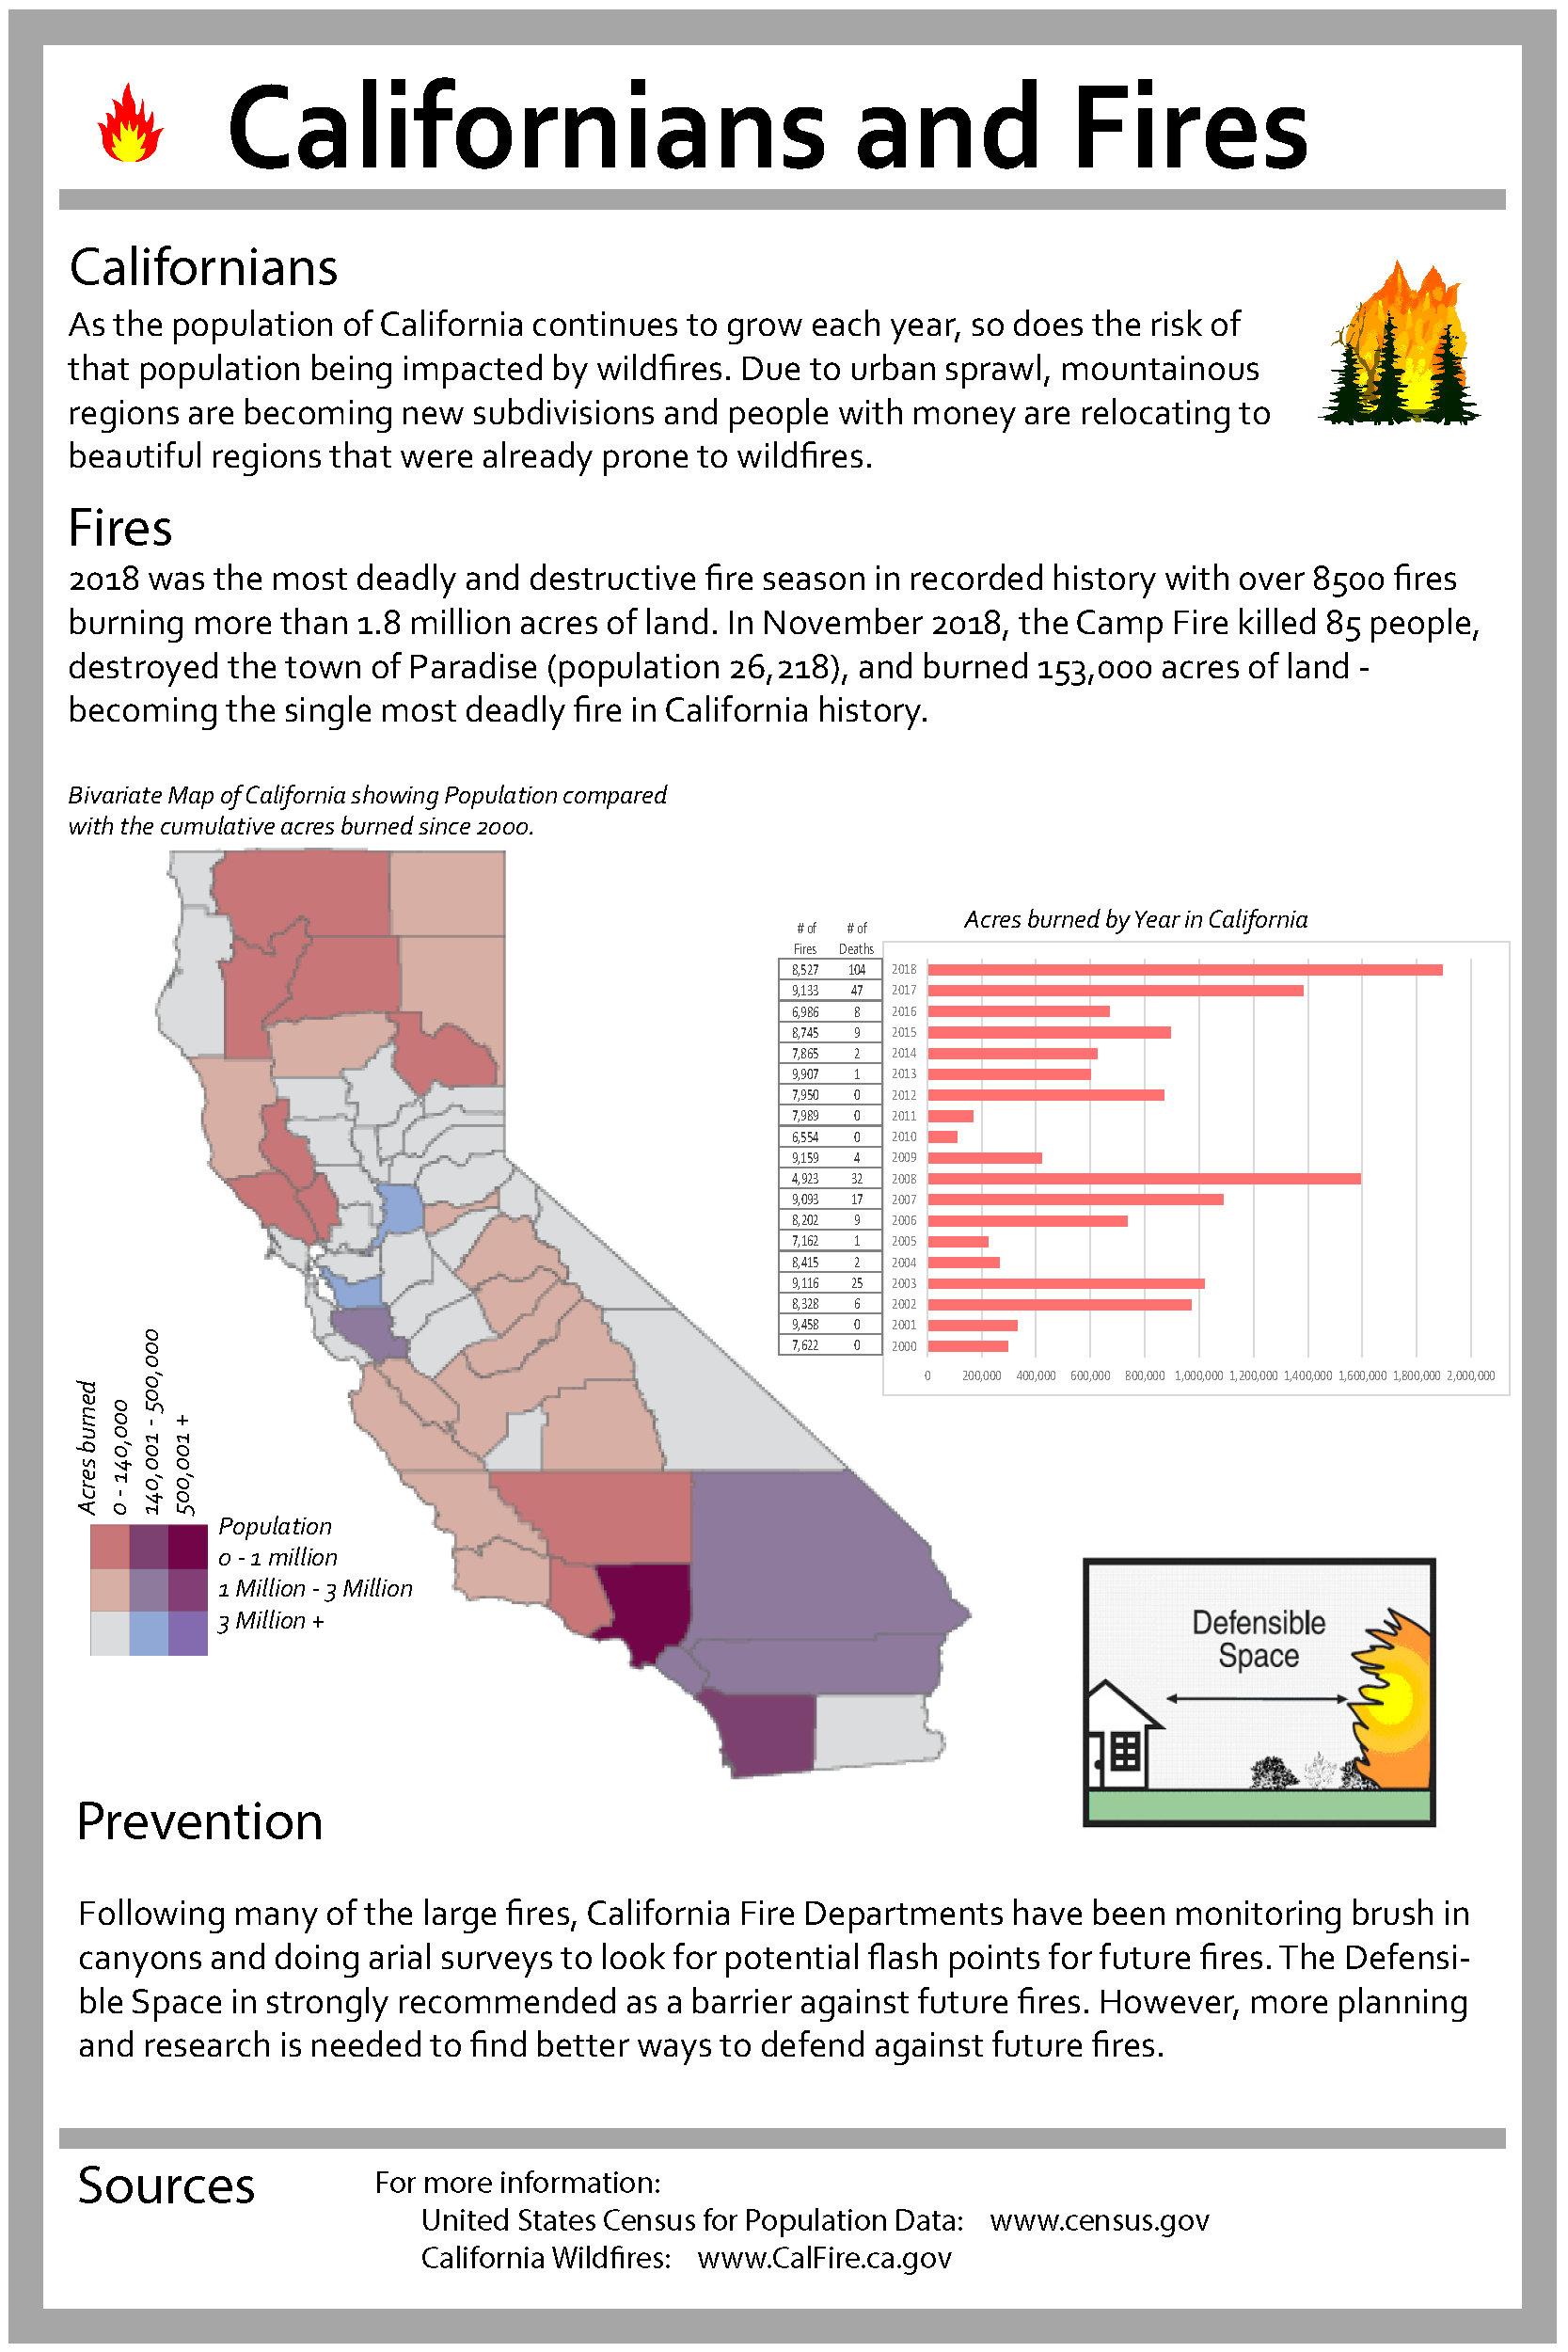 Californians and Fires
Californians
As the population of California continues to grow each year, so does the risk of
that population being impacted by wildfires. Due to urban sprawl, mountainous
regions are becoming new subdivisions and people with money are relocating to
beautiful regions that were already prone to wildfires.
Fires
2018 was the most deadly and destructive fire season in recorded history with over 8500 fires
burning more than 1.8 million acres of land. In November 2018, the Camp Fire killed 85 people,
destroyed the town of Paradise (population 26,218), and burned 153,000 acres of land -
becoming the single most deadly fire in California history.
Bivariate Map of California showing Population compared
with the cumulative acres burned since 2000.
Acres burned
0 - 140,000
140,001 - 500,000
500,001 +
Population
0 - 1 million
1 Million - 3 Million
3 Million +
Acres burned by Year in California
# of # of
Fires Deaths
8,527 104 2018
9,133 47 2017
6,986 8 2016
8,745 9 2015
7,865 2 2014
9,907 1 2013
7,950 0 2012
7,989 0 2011
6,554 0 2010
9,159 4 2009
4,923 32 2008
9,093 17 2007
8,202 9 2006
7,162 1 2005
8,415 2 2004
9,116 25 2003
8,328 6 2002
9,458 0 2001
7,622 0 2000
0 200,000 400,000 600,000 800,000 1,000,000 1,200,000 1,400,000 1,600,000 1,800,000 2,000,000
Defensible
Space
Prevention
Following many of the large fires, California Fire Departments have been monitoring brush in
canyons and doing arial surveys to look for potential flash points for future fires. The Defensi-
ble Space in strongly recommended as a barrier against future fires. However, more planning
and research is needed to find better ways to defend against future fires.
Sources
For more information:
United States Census for Population Data: www.census.gov
California Wildfires: www.CalFire.ca.gov